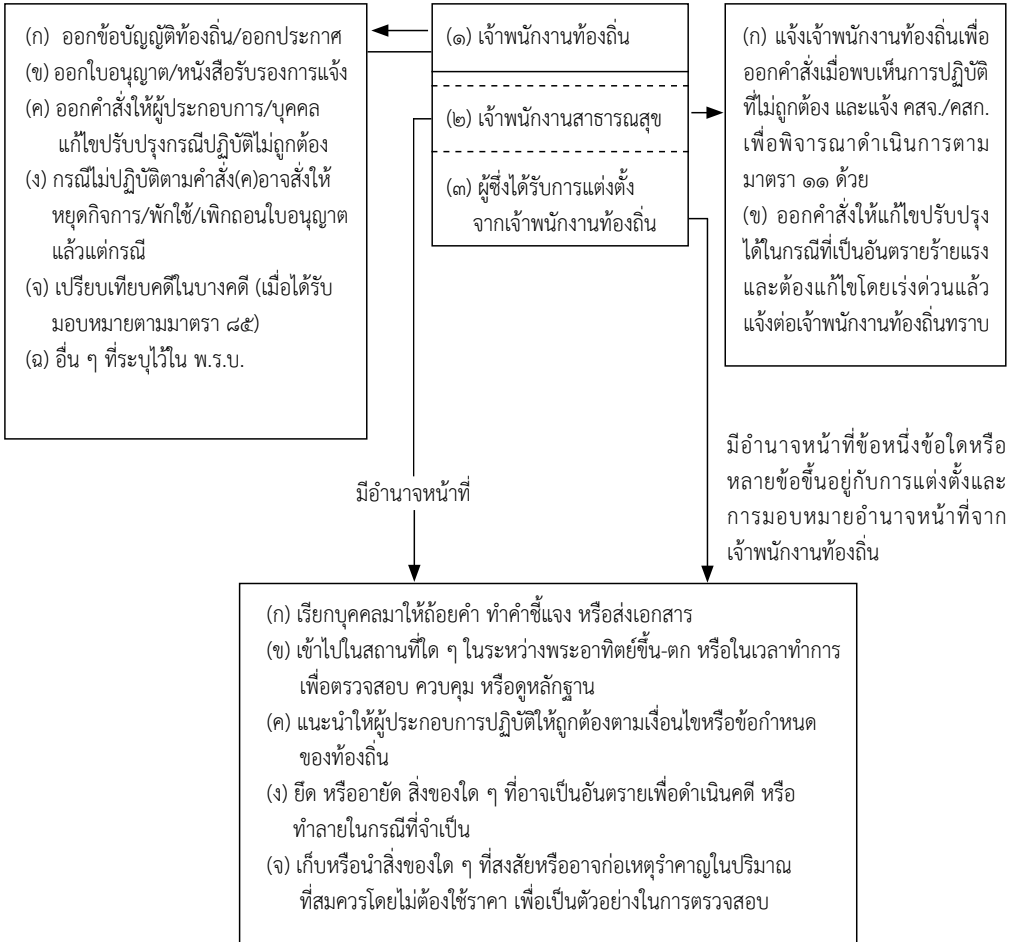 (ก) ออกข้อบัญญัติท้องถิ่น/ออกประกาศ
(ข) ออกใบอนุญาต/หนังสือรับรองการแจ้ง
(ค) ออกคำสั่งให้ผู้ประกอบการ/บุคคล
แก้ไขปรับปรุงกรณีปฏิบัติไม่ถูกต้อง
(ง) กรณีไม่ปฏิบัติตามคำสั่ง(ค)อาจสั่งให้
หยุดกิจการ/พักใช้/เพิกถอนใบอนุญาต
แล้วแต่กรณี
(จ) เปรียบเทียบคดีในบางคดี (เมื่อได้รับ
มอบหมายตามมาตรา ๘๕)
(ฉ) อื่น ๆ ที่ระบุไว้ใน พ.ร.บ.
(๑) เจ้าพนักงานท้องถิ่น
(๒) เจ้าพนักงานสาธารณสุข
(๓) ผู้ซึ่งได้รับการแต่งตั้ง
จากเจ้าพนักงานท้องถิ่น
(ก) แจ้งเจ้าพนักงานท้องถิ่นเพื่อ
ออกคำสั่งเมื่อพบเห็นการปฏิบัติ
ที่ไม่ถูกต้อง และแจ้ง คสจ./คสก.
เพื่อพิจารณาดำเนินการตาม
มาตรา ๑๑ ด้วย
(ข) ออกคำสั่งให้แก้ไขปรับปรุง
ได้ในกรณีที่เป็นอันตรายร้ายแรง
และต้องแก้ไขโดยเร่งด่วนแล้ว
แจ้งต่อเจ้าพนักงานท้องถิ่นทราบ
มีอำนาจหน้าที่
มีอำนาจหน้าที่ข้อหนึ่งข้อใดหรือ
หลายข้อขึ้นอยู่กับการแต่งตั้งและ
การมอบหมายอำนาจหน้าที่จาก
เจ้าพนักงานท้องถิ่น
(ก) เรียกบุคคลมาให้ถ้อยคำ ทำคำชี้แจง หรือส่งเอกสาร
(ข) เข้าไปในสถานที่ใด ๆ ในระหว่างพระอาทิตย์ขึ้น-ตก หรือในเวลาทำการ
เพื่อตรวจสอบ ควบคุม หรือดูหลักฐาน
(ค) แนะนำให้ผู้ประกอบการปฏิบัติให้ถูกต้องตามเงื่อนไขหรือข้อกำหนด
ของท้องถิ่น
(ง) ยึด หรืออายัด สิ่งของใด ๆ ที่อาจเป็นอันตรายเพื่อดำเนินคดี หรือ
ทำลายในกรณีที่จำเป็น
(จ) เก็บหรือนำสิ่งของใด ๆ ที่สงสัยหรืออาจก่อเหตุรำคาญในปริมาณ
ที่สมควรโดยไม่ต้องใช้ราคา เพื่อเป็นตัวอย่างในการตรวจสอบ